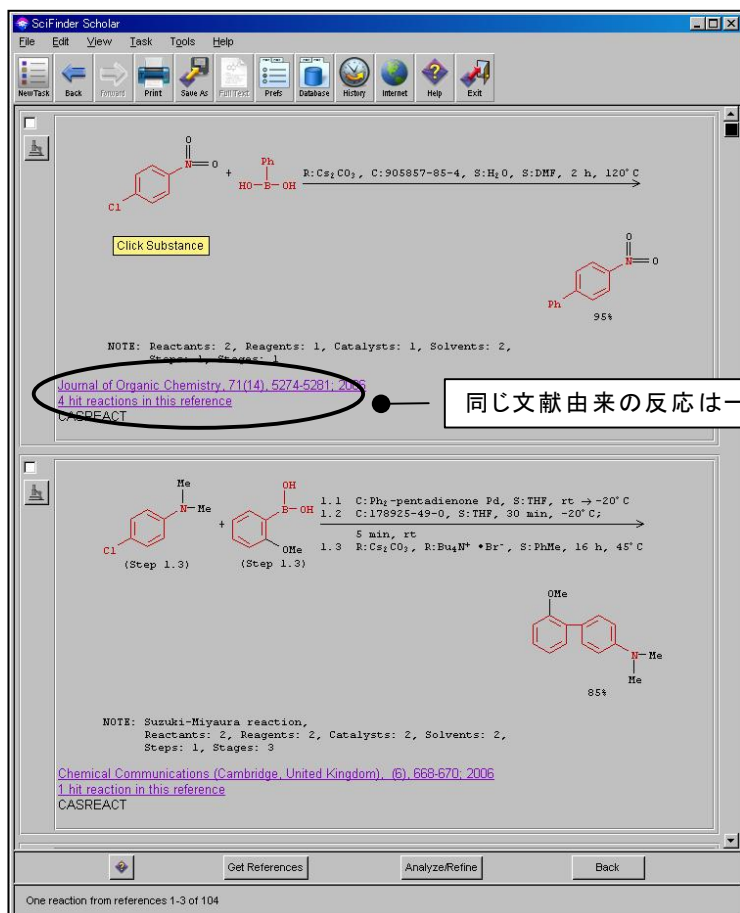 SciFinder Scholar
File Edit View Task Tools Help
New Task Back Forward Print Save As Full Text Prefs Database History Internet Help Exit
O
N O
Cl
+
Ph
HO-B-OH
R:Cs₂CO₃, C:905857-85-4, S:H₂O, S:DMF, 2 h, 120°C
Click Substance
O
N O
Ph
95%
NOTE: Reactants: 2, Reagents: 1, Catalysts: 1, Solvents: 2,
Steps: 1, Stages: 1
Journal of Organic Chemistry, 71(14), 5274-5281; 2006
4 hit reactions in this reference
CASREACT
同じ文献由来の反応は一
Me
N-Me
Cl
(Step 1.3)
+
OH
B-OH
OMe
(Step 1.3)
1.1 C:Ph₂-pentadienone Pd, S:THF, rt → -20°C
1.2 C:178925-49-0, S:THF, 30 min, -20°C;
5 min, rt
1.3 R:Cs₂CO₃, R:Bu₄N⁺ •Br⁻, S:PhMe, 16 h, 45°C
OMe
N-Me
Me
85%
NOTE: Suzuki-Miyaura reaction,
Reactants: 2, Reagents: 2, Catalysts: 2, Solvents: 2,
Steps: 1, Stages: 3
Chemical Communications (Cambridge, United Kingdom), (6), 668-670; 2006
1 hit reaction in this reference
CASREACT
Get References Analyze/Refine Back
One reaction from references 1-3 of 104